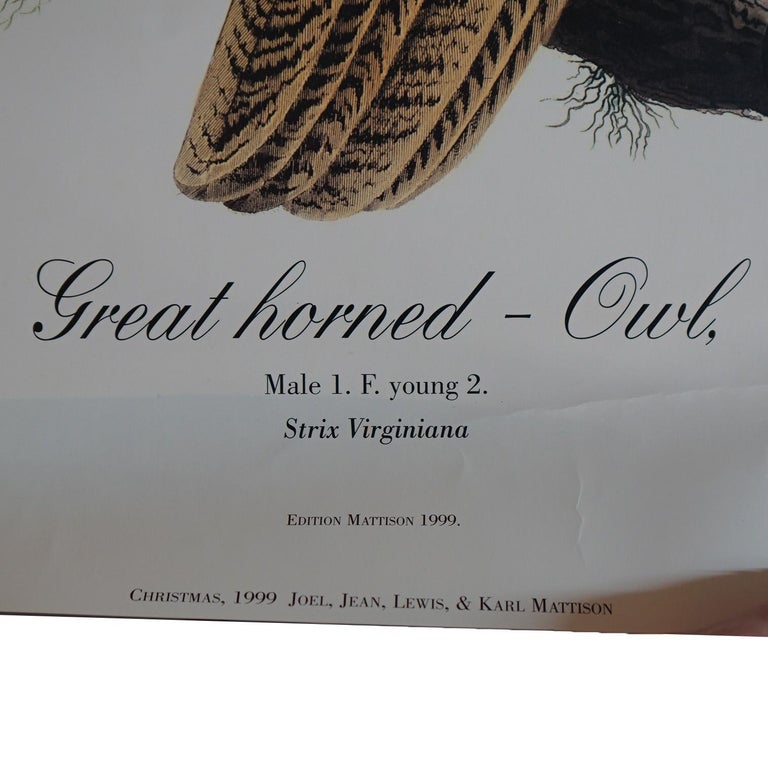 Great horned – Owl,
Male 1. F. young 2.
Strix Virginiana
Edition Mattison 1999.
Christmas, 1999 Joel, Jean, Lewis, & Karl Mattison